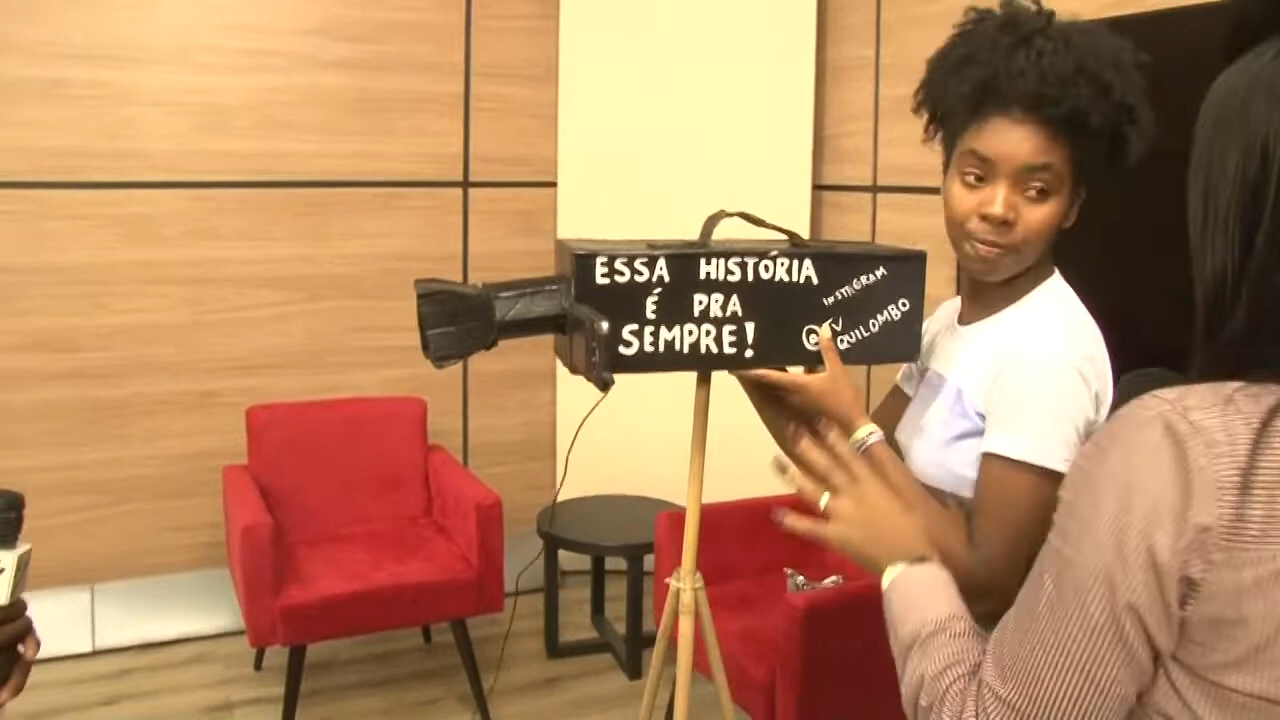 ESSA HISTÓRIA
É PRA
SEMPRE!
INSTAGRAM
@TV
QUILOMBO